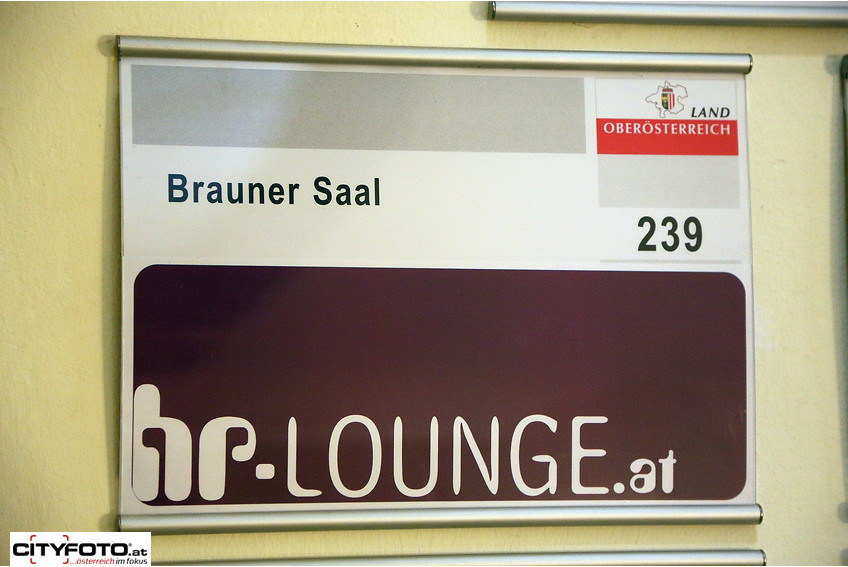 LAND
OBERÖSTERREICH
Brauner Saal
239
hr-LOUNGE.at
CITYFOTO.at
...österreich im fokus